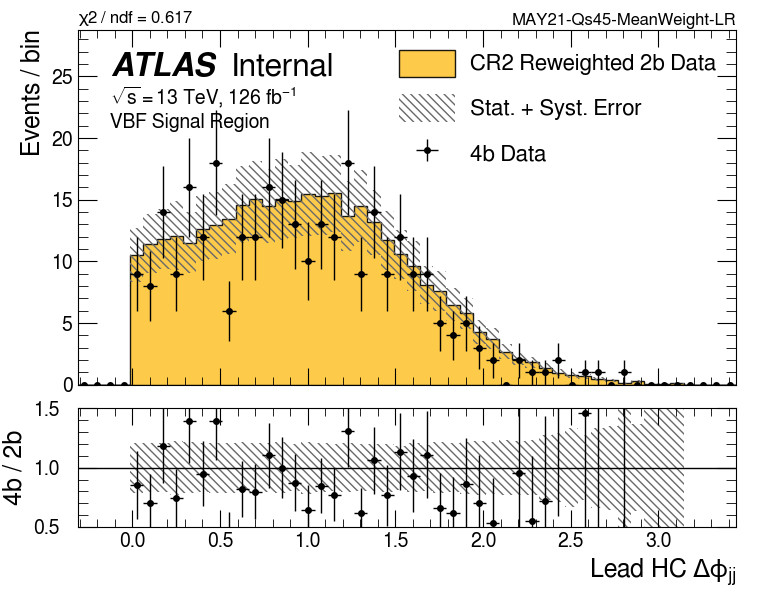 χ² / ndf = 0.617
MAY21-Qs45-MeanWeight-LR
ATLAS Internal
√s = 13 TeV, 126 fb⁻¹
VBF Signal Region
CR2 Reweighted 2b Data
Stat. + Syst. Error
4b Data
Events / bin
25
20
15
10
5
0
4b / 2b
1.5
1.0
0.5
0.0 0.5 1.0 1.5 2.0 2.5 3.0
Lead HC Δϕjj